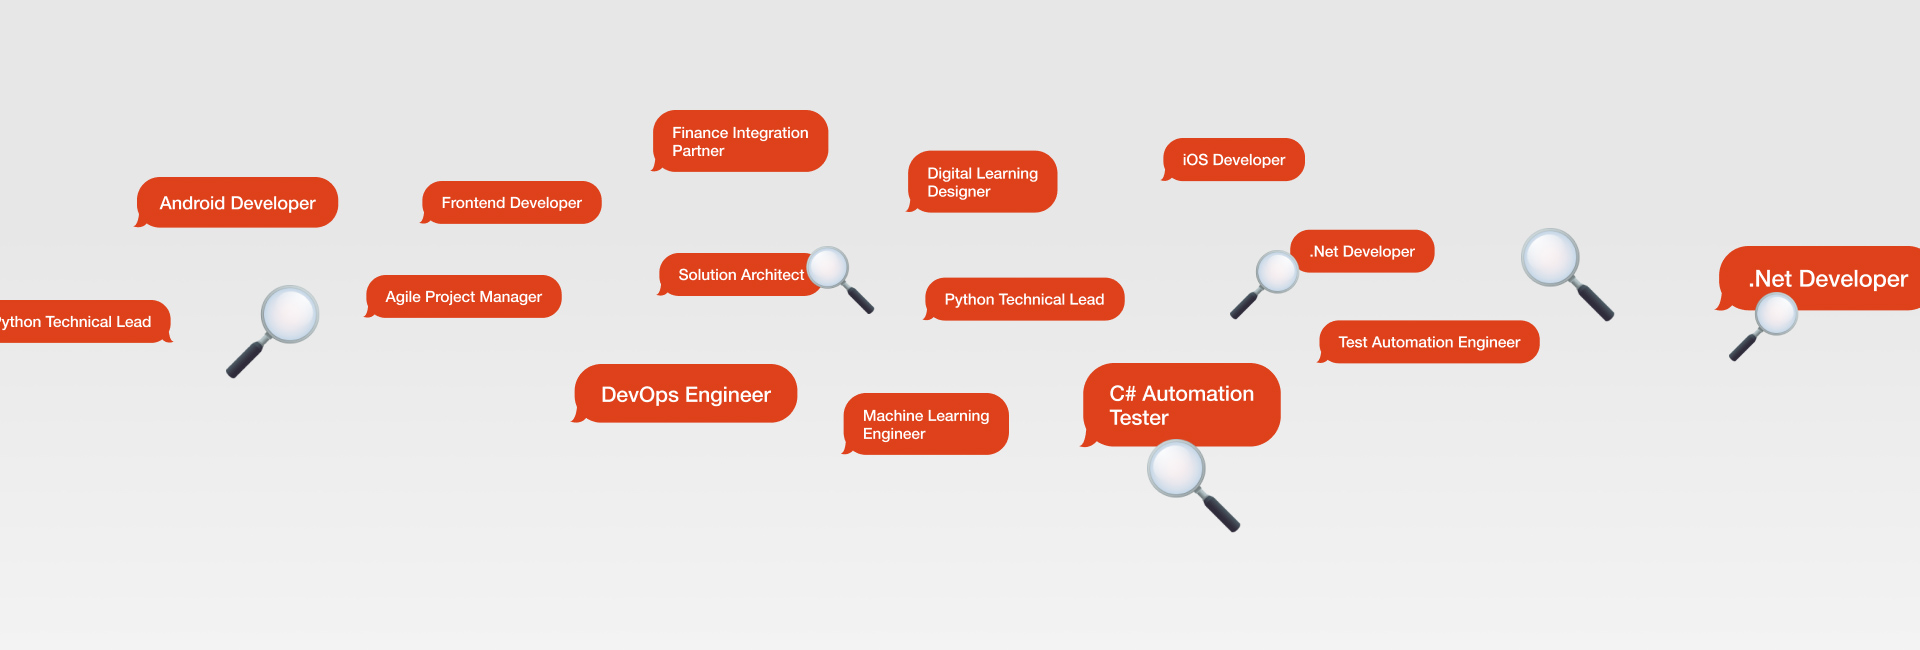 Finance Integration
Partner
iOS Developer
Digital Learning
Designer
Android Developer
Frontend Developer
.Net Developer
Solution Architect
.Net Developer
Agile Project Manager
Python Technical Lead
ython Technical Lead
Test Automation Engineer
DevOps Engineer
C# Automation
Tester
Machine Learning
Engineer